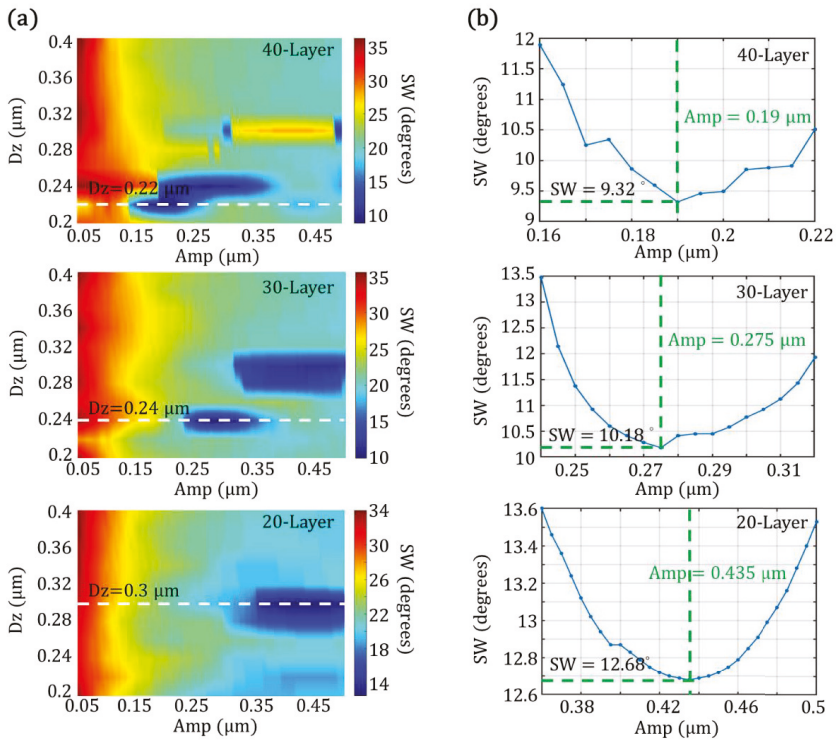 (a)
40-Layer
Dz (μm)
0.4
0.36
0.32
0.28
0.24
0.2
Dz=0.22 μm
0.05 0.15 0.25 0.35 0.45
Amp (μm)
35
30
25
20
15
10
SW (degrees)
30-Layer
Dz (μm)
0.4
0.36
0.32
0.28
0.24
0.2
Dz=0.24 μm
0.05 0.15 0.25 0.35 0.45
Amp (μm)
35
30
25
20
15
10
SW (degrees)
20-Layer
Dz (μm)
0.4
0.36
0.32
0.28
0.24
0.2
Dz=0.3 μm
0.05 0.15 0.25 0.35 0.45
Amp (μm)
34
30
26
22
18
14
SW (degrees)
(b)
40-Layer
SW (degrees)
12
11.5
11
10.5
10
9.5
9
Amp = 0.19 μm
SW = 9.32°
0.16 0.18 0.2 0.22
Amp (μm)
30-Layer
SW (degrees)
13.5
13
12.5
12
11.5
11
10.5
10
Amp = 0.275 μm
SW = 10.18°
0.25 0.27 0.29 0.31
Amp (μm)
20-Layer
SW (degrees)
13.6
13.4
13.2
13
12.8
12.6
Amp = 0.435 μm
SW = 12.68°
0.38 0.42 0.46 0.5
Amp (μm)